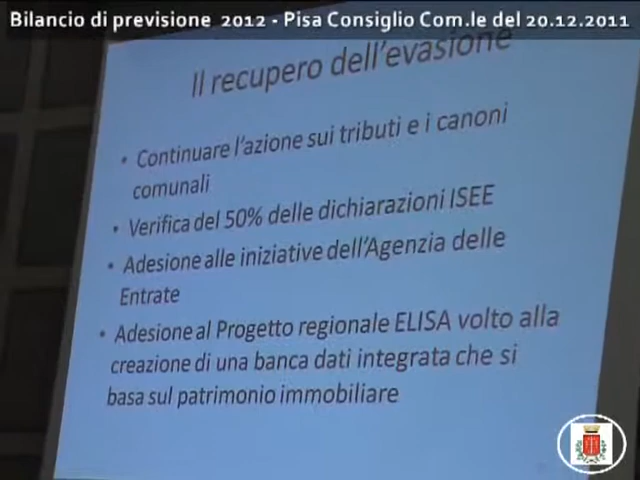 Bilancio di previsione 2012 - Pisa Consiglio Com.le del 20.12.2011
Il recupero dell'evasione
• Continuare l'azione sui tributi e i canoni
comunali
• Verifica del 50% delle dichiarazioni ISEE
• Adesione alle iniziative dell'Agenzia delle
Entrate
• Adesione al Progetto regionale ELISA volto alla
creazione di una banca dati integrata che si
basa sul patrimonio immobiliare